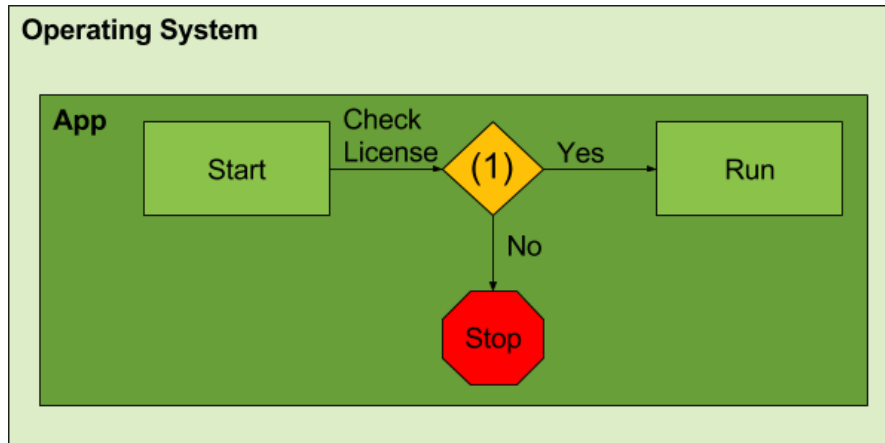 Operating System
App
Start
Check
License
(1)
Yes
Run
No
Stop